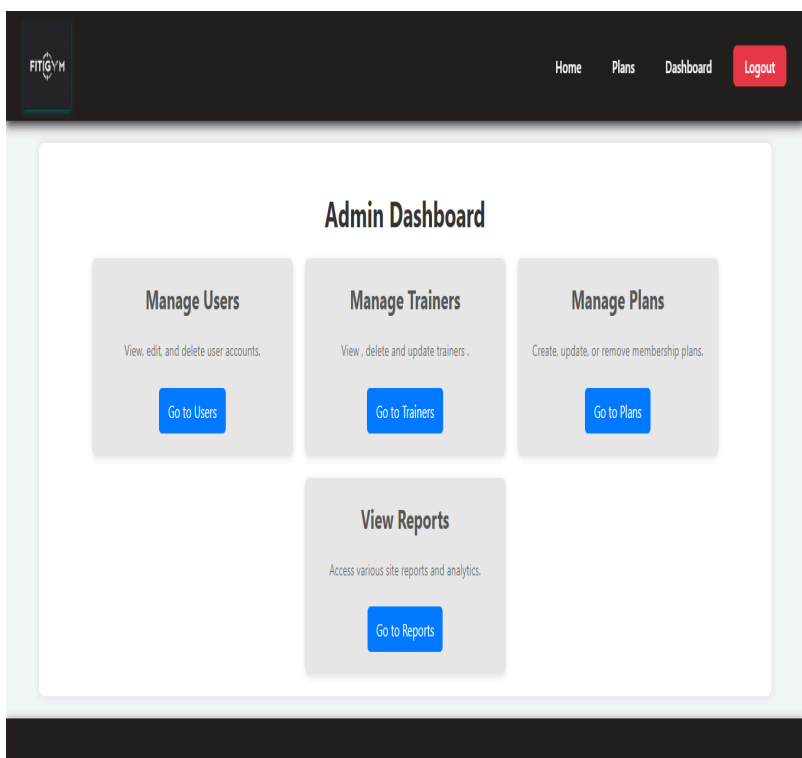 FITIGYM
Home Plans Dashboard Logout
Admin Dashboard
Manage Users
View, edit, and delete user accounts.
Go to Users
Manage Trainers
View , delete and update trainers .
Go to Trainers
Manage Plans
Create, update, or remove membership plans.
Go to Plans
View Reports
Access various site reports and analytics.
Go to Reports